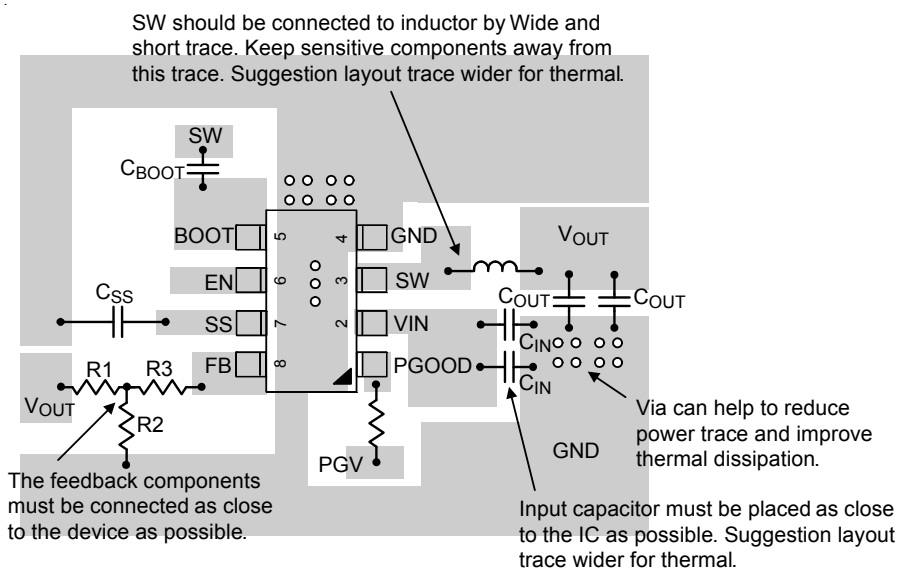 SW should be connected to inductor by Wide and
short trace. Keep sensitive components away from
this trace. Suggestion layout trace wider for thermal.
SW
CBOOT
BOOT
5
4
GND
VOUT
EN
6
3
SW
CSS
COUT
COUT
SS
7
2
VIN
CIN
FB
8
PGOOD
R1
R3
CIN
VOUT
R2
Via can help to reduce
power trace and improve
thermal dissipation.
GND
PGV
The feedback components
must be connected as close
to the device as possible.
Input capacitor must be placed as close
to the IC as possible. Suggestion layout
trace wider for thermal.